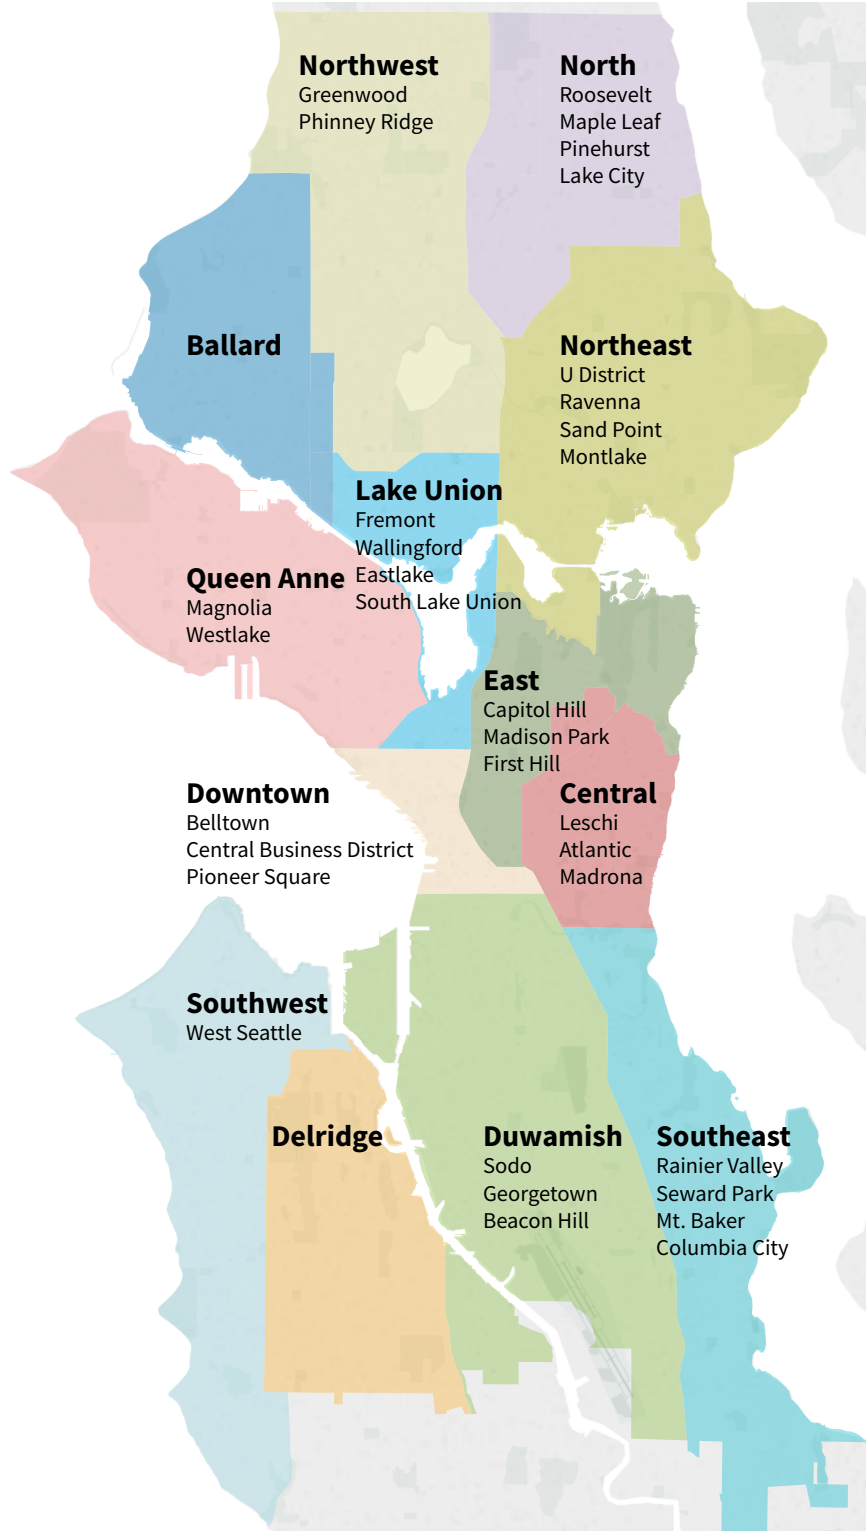 Northwest
Greenwood
Phinney Ridge
North
Roosevelt
Maple Leaf
Pinehurst
Lake City
Ballard
Northeast
U District
Ravenna
Sand Point
Montlake
Lake Union
Fremont
Wallingford
Eastlake
South Lake Union
Queen Anne
Magnolia
Westlake
East
Capitol Hill
Madison Park
First Hill
Downtown
Belltown
Central Business District
Pioneer Square
Central
Leschi
Atlantic
Madrona
Southwest
West Seattle
Delridge
Duwamish
Sodo
Georgetown
Beacon Hill
Southeast
Rainier Valley
Seward Park
Mt. Baker
Columbia City